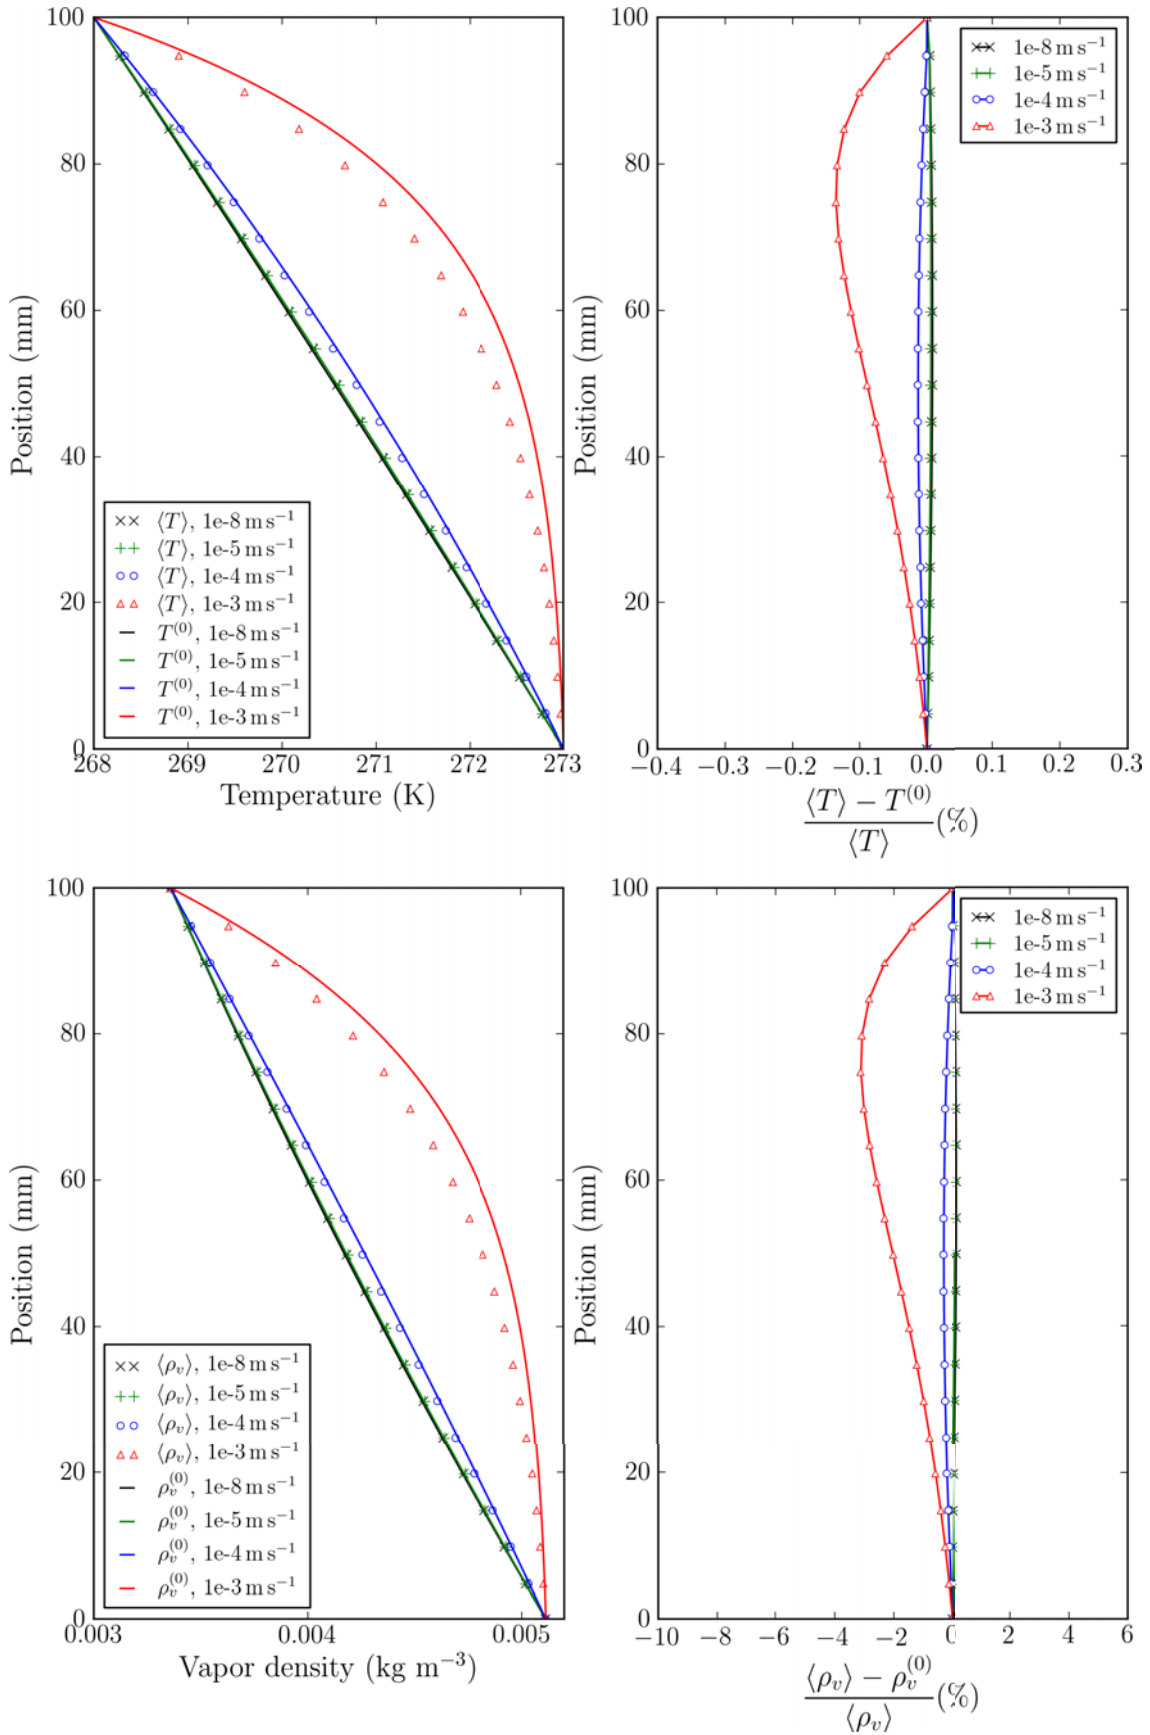 100
80
60
40
20
0
Position (mm)
××  ⟨T⟩, 1e-8 m s⁻¹
++  ⟨T⟩, 1e-5 m s⁻¹
○○  ⟨T⟩, 1e-4 m s⁻¹
△△  ⟨T⟩, 1e-3 m s⁻¹
T⁽⁰⁾, 1e-8 m s⁻¹
T⁽⁰⁾, 1e-5 m s⁻¹
T⁽⁰⁾, 1e-4 m s⁻¹
T⁽⁰⁾, 1e-3 m s⁻¹
268 269 270 271 272 273
Temperature (K)
100
80
60
40
20
0
Position (mm)
1e-8 m s⁻¹
1e-5 m s⁻¹
1e-4 m s⁻¹
1e-3 m s⁻¹
−0.4 −0.3 −0.2 −0.1 0.0 0.1 0.2 0.3
⟨T⟩ − T⁽⁰⁾
⟨T⟩
(%)
100
80
60
40
20
0
Position (mm)
××  ⟨ρᵥ⟩, 1e-8 m s⁻¹
++  ⟨ρᵥ⟩, 1e-5 m s⁻¹
○○  ⟨ρᵥ⟩, 1e-4 m s⁻¹
△△  ⟨ρᵥ⟩, 1e-3 m s⁻¹
ρᵥ⁽⁰⁾, 1e-8 m s⁻¹
ρᵥ⁽⁰⁾, 1e-5 m s⁻¹
ρᵥ⁽⁰⁾, 1e-4 m s⁻¹
ρᵥ⁽⁰⁾, 1e-3 m s⁻¹
0.003 0.004 0.005
Vapor density (kg m⁻³)
100
80
60
40
20
0
Position (mm)
1e-8 m s⁻¹
1e-5 m s⁻¹
1e-4 m s⁻¹
1e-3 m s⁻¹
−10 −8 −6 −4 −2 0 2 4 6
⟨ρᵥ⟩ − ρᵥ⁽⁰⁾
⟨ρᵥ⟩
(%)